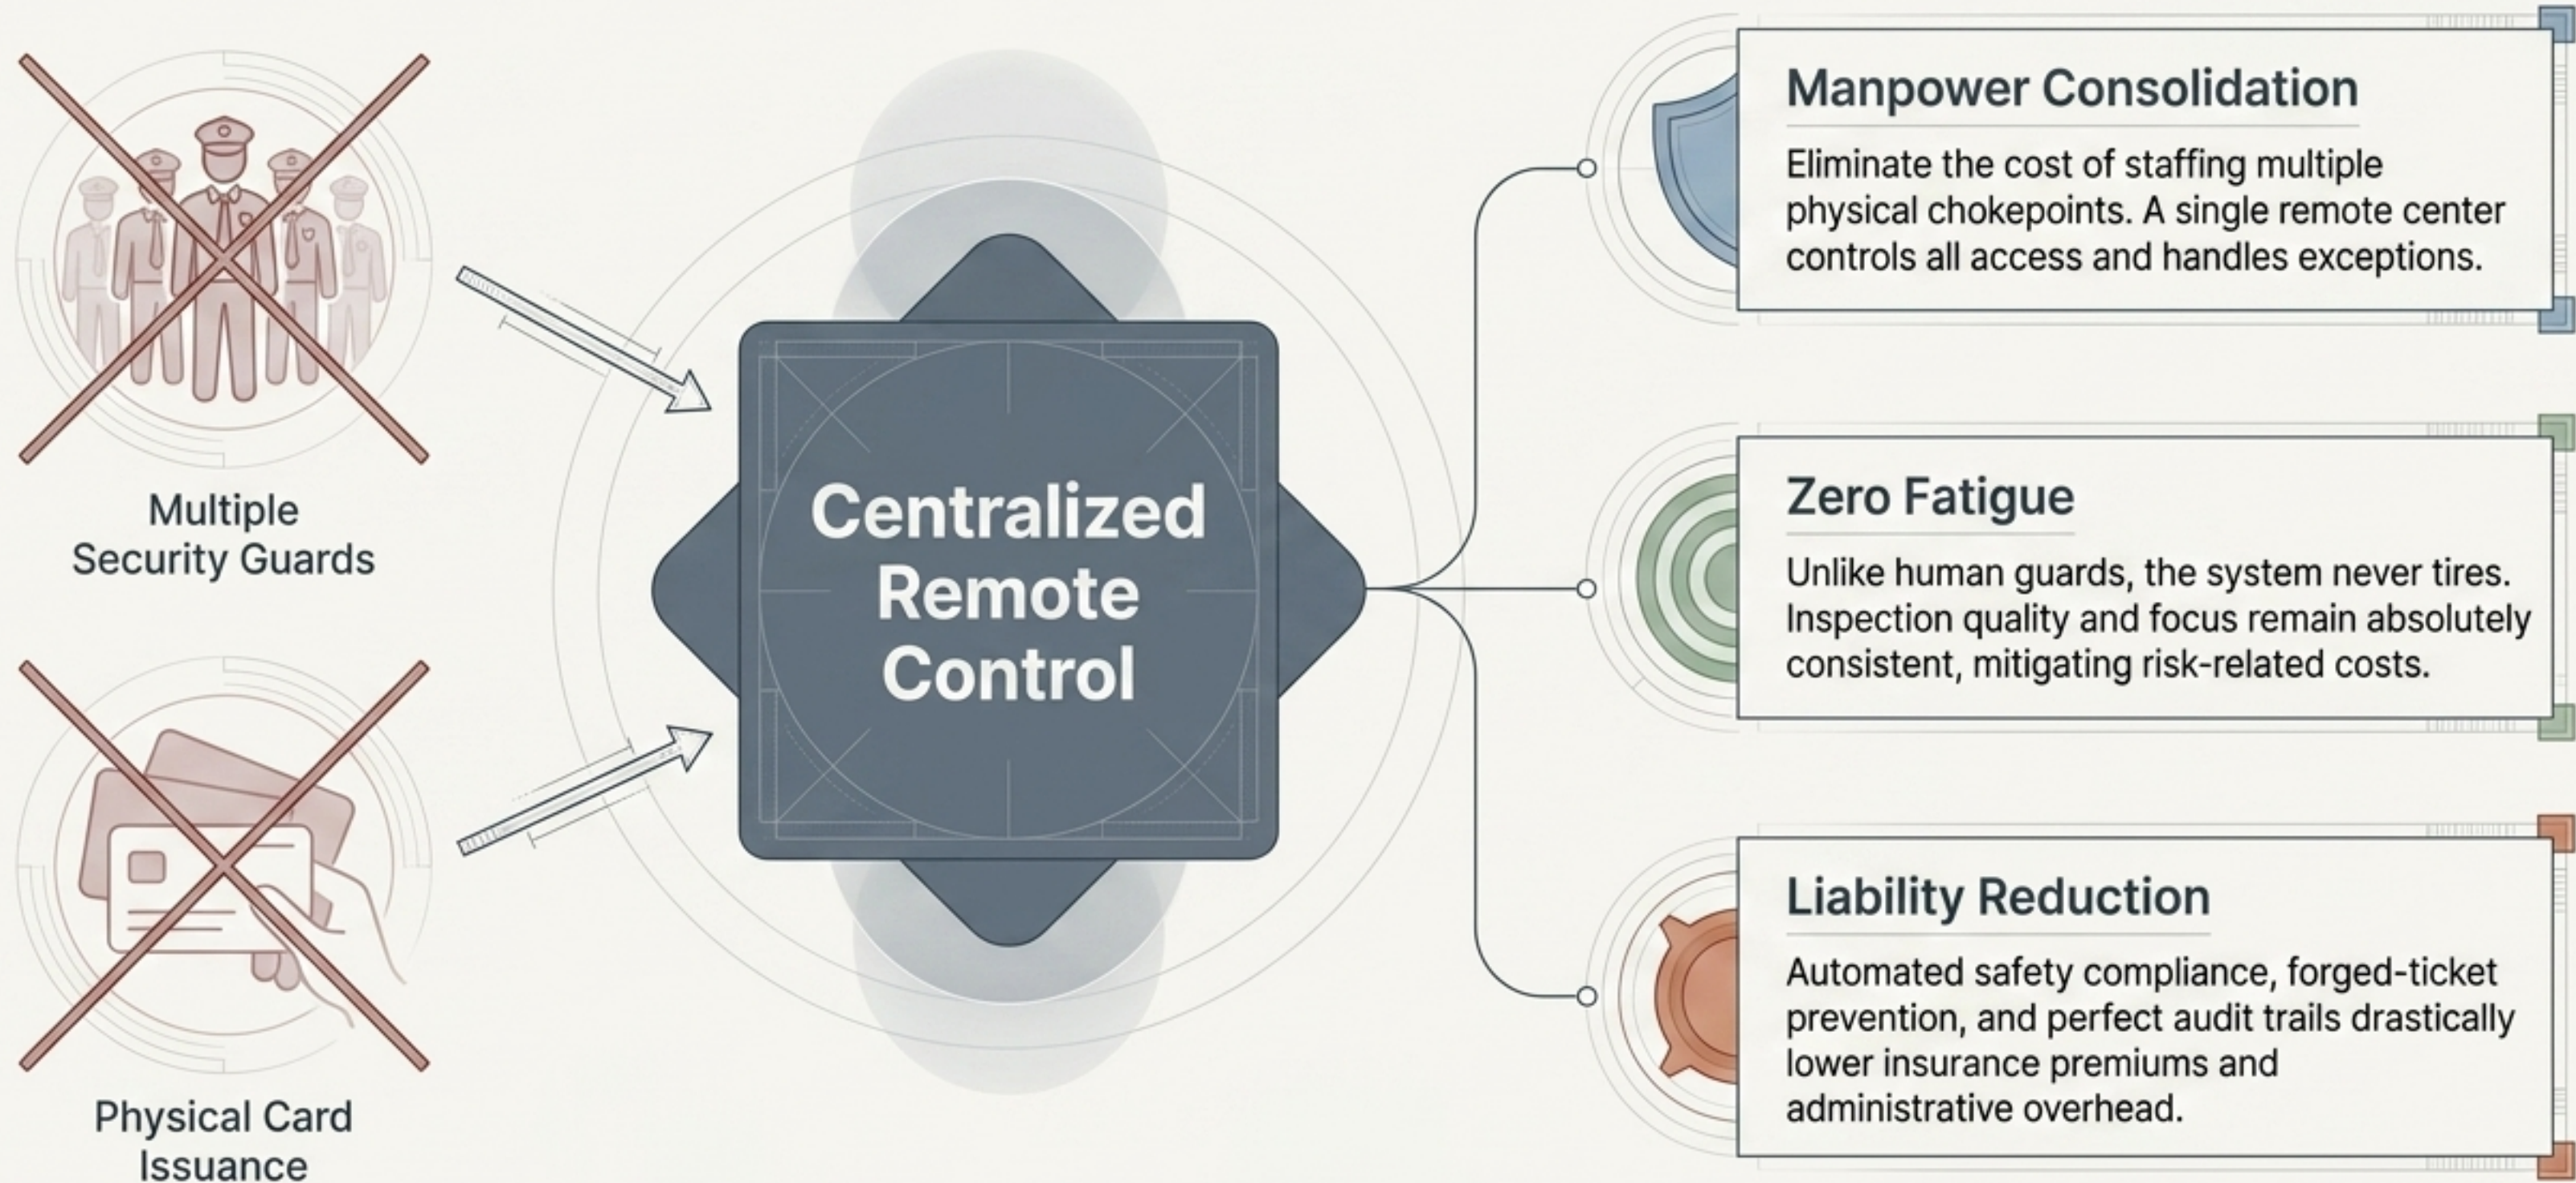 Multiple
Security Guards
Physical Card
Issuance
Centralized
Remote
Control
Manpower Consolidation
Eliminate the cost of staffing multiple
physical chokepoints. A single remote center
controls all access and handles exceptions.
Zero Fatigue
Unlike human guards, the system never tires.
Inspection quality and focus remain absolutely
consistent, mitigating risk-related costs.
Liability Reduction
Automated safety compliance, forged-ticket
prevention, and perfect audit trails drastically
lower insurance premiums and
administrative overhead.